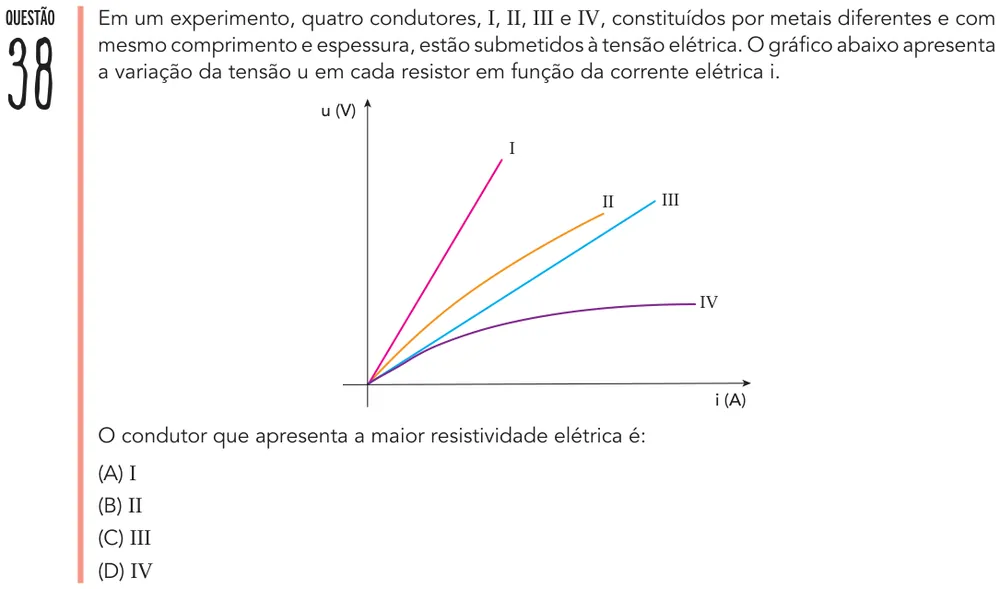 QUESTÃO
38
Em um experimento, quatro condutores, I, II, III e IV, constituídos por metais diferentes e com
mesmo comprimento e espessura, estão submetidos à tensão elétrica. O gráfico abaixo apresenta
a variação da tensão u em cada resistor em função da corrente elétrica i.
u (V)
I
II
III
IV
i (A)
O condutor que apresenta a maior resistividade elétrica é:
(A) I
(B) II
(C) III
(D) IV